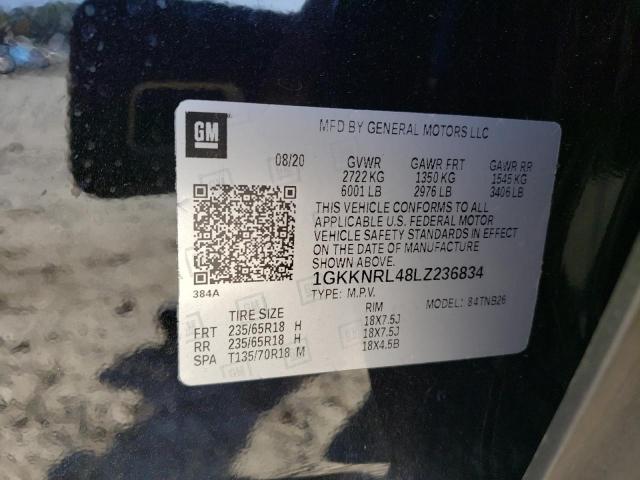 GM
MFD BY GENERAL MOTORS LLC
08/20 GVWR GAWR FRT GAWR RR
2722 KG 1350 KG 1545 KG
6001 LB 2976 LB 3406 LB
THIS VEHICLE CONFORMS TO ALL
APPLICABLE U.S. FEDERAL MOTOR
VEHICLE SAFETY STANDARDS IN EFFECT
ON THE DATE OF MANUFACTURE
SHOWN ABOVE.
1GKKNRL48LZ236834
384A TYPE: M.P.V. MODEL: 84TNB26
TIRE SIZE RIM
FRT 235/65R18 H 18X7.5J
RR 235/65R18 H 18X7.5J
SPA T135/70R18 M 18X4.5B